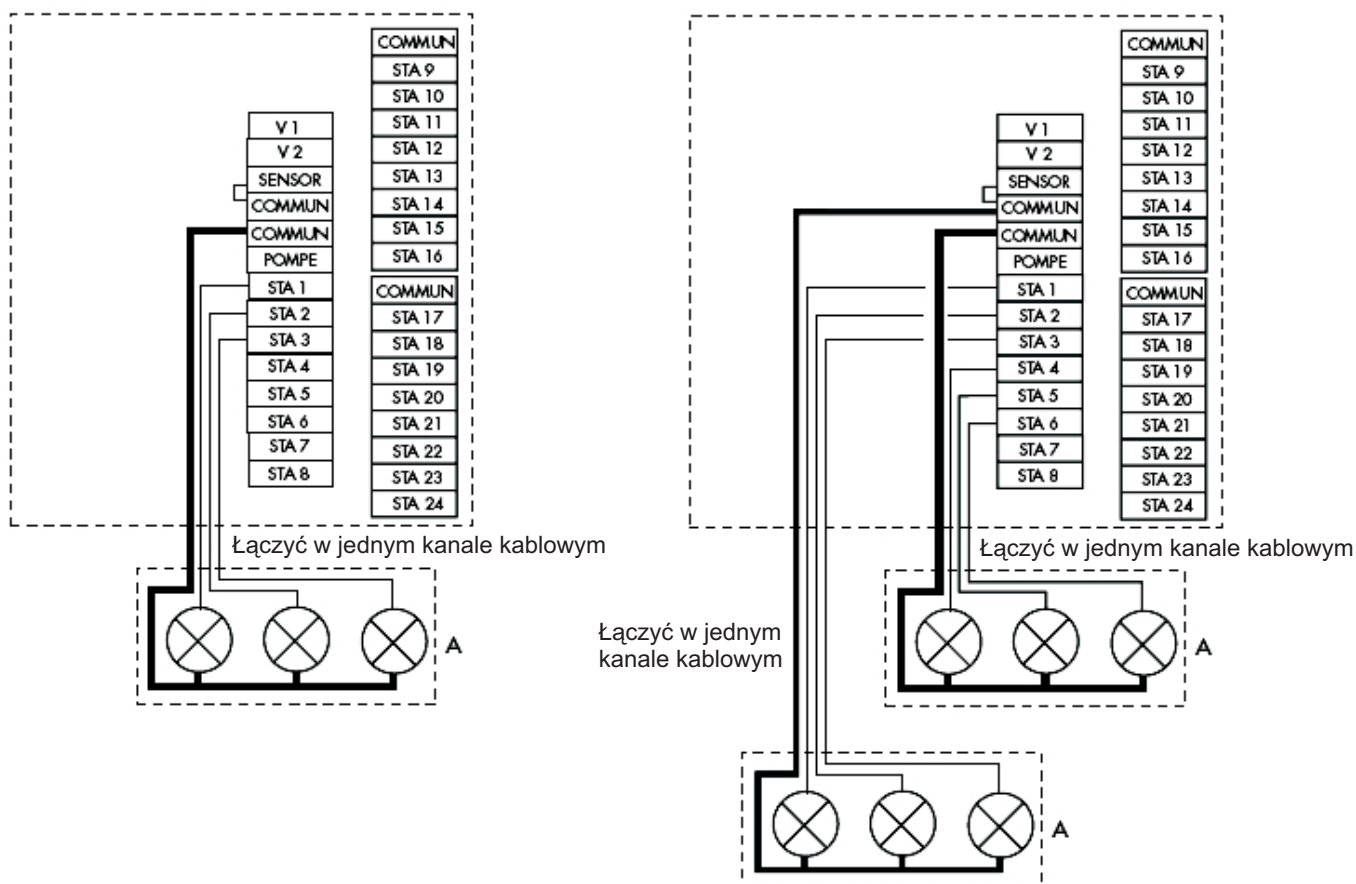 COMMUN
STA 9
STA 10
STA 11
STA 12
STA 13
STA 14
STA 15
STA 16
COMMUN
STA 17
STA 18
STA 19
STA 20
STA 21
STA 22
STA 23
STA 24
V 1
V 2
SENSOR
COMMUN
COMMUN
POMPE
STA 1
STA 2
STA 3
STA 4
STA 5
STA 6
STA 7
STA 8
Łączyć w jednym kanale kablowym
A
COMMUN
STA 9
STA 10
STA 11
STA 12
STA 13
STA 14
STA 15
STA 16
COMMUN
STA 17
STA 18
STA 19
STA 20
STA 21
STA 22
STA 23
STA 24
V 1
V 2
SENSOR
COMMUN
COMMUN
POMPE
STA 1
STA 2
STA 3
STA 4
STA 5
STA 6
STA 7
STA 8
Łączyć w jednym kanale kablowym
A
Łączyć w jednym
kanale kablowym
A